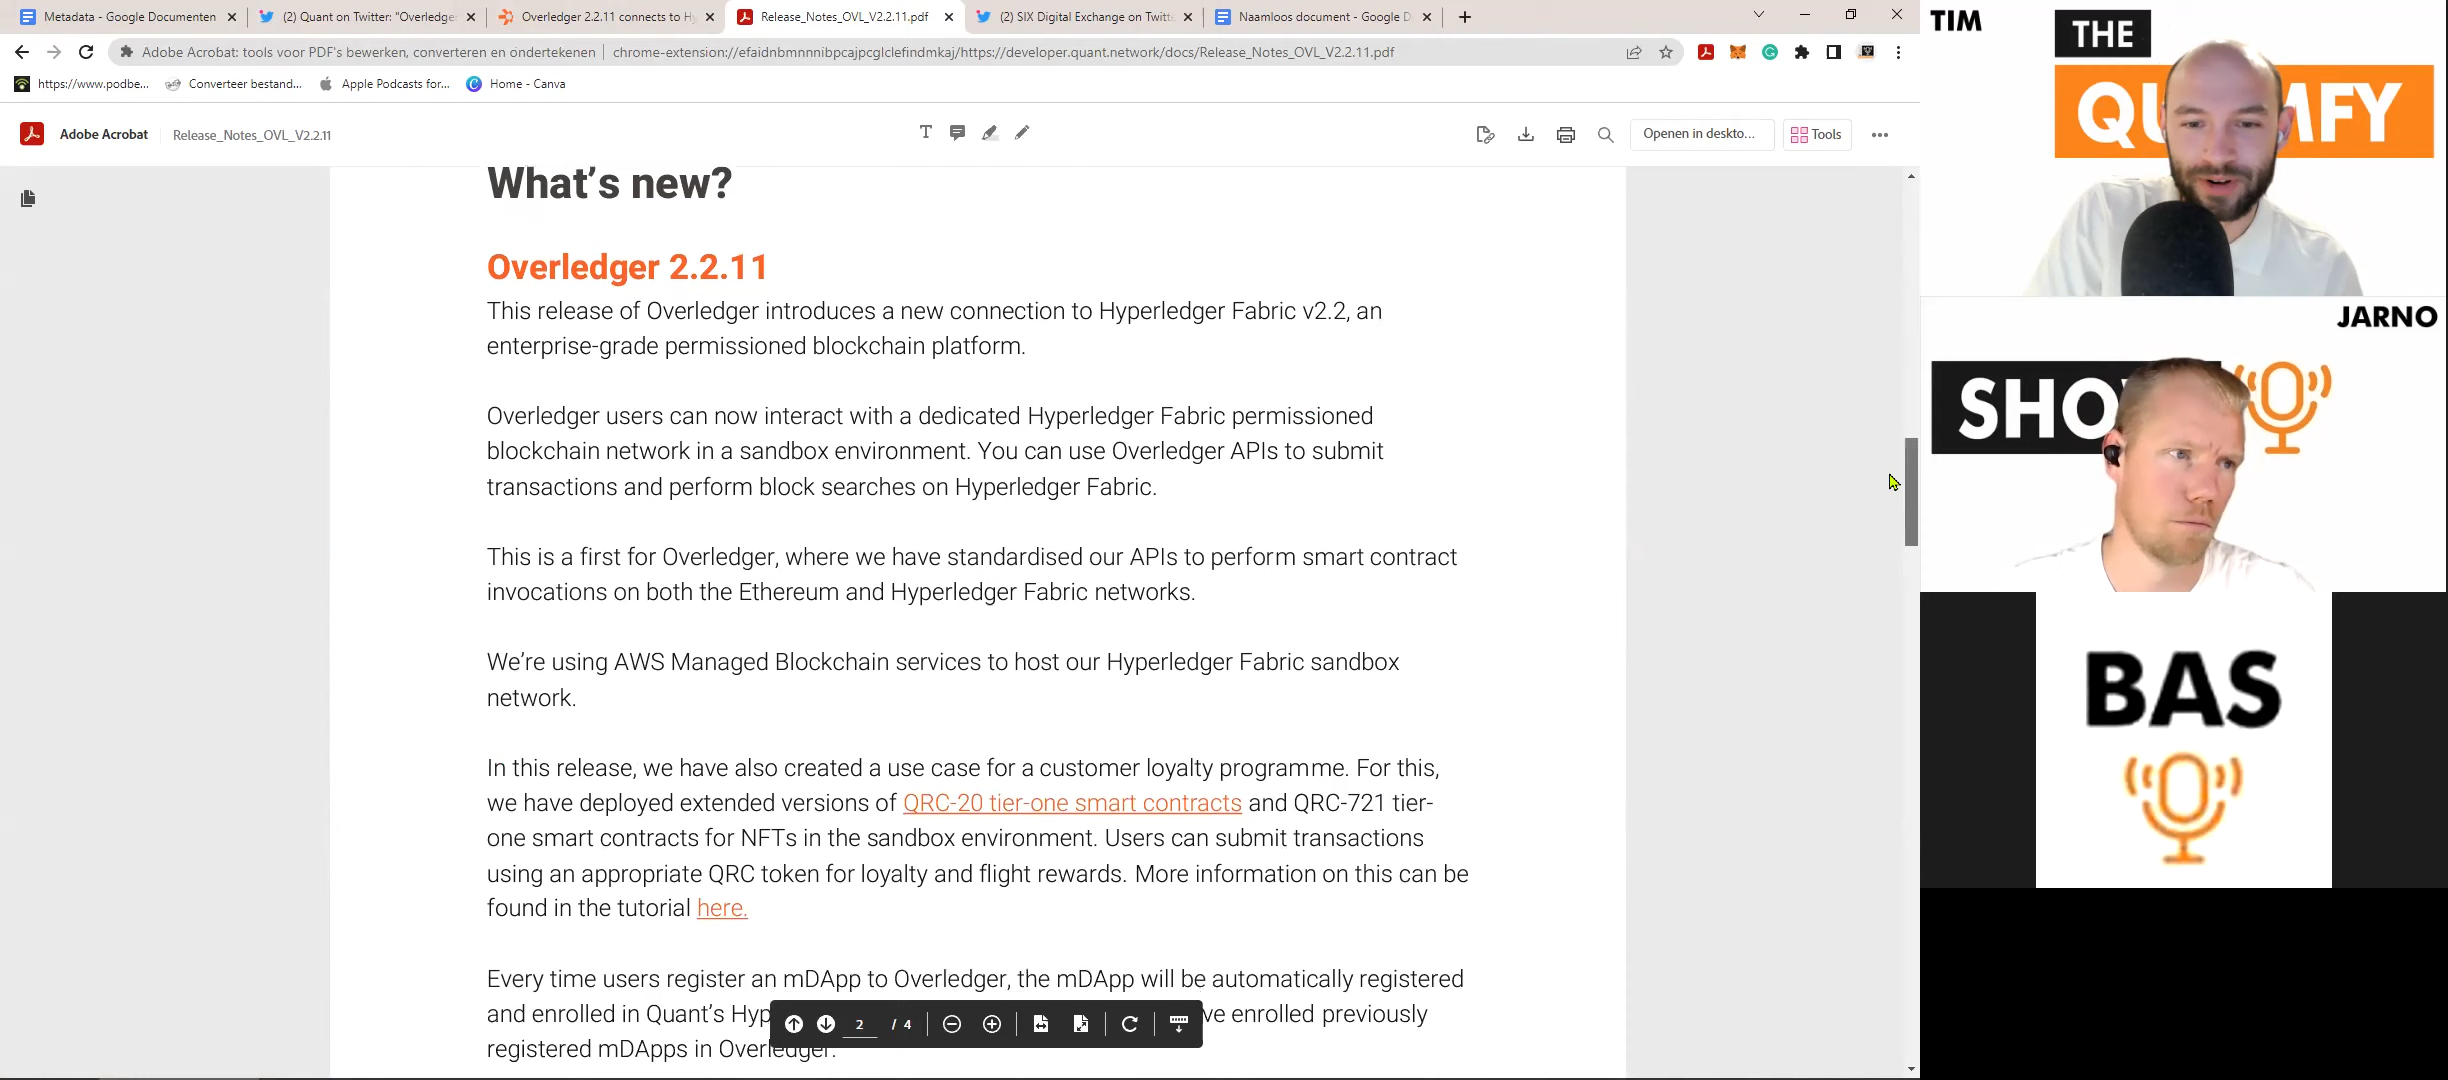 Metadata - Google Documenten
(2) Quant on Twitter: "Overledge
Overledger 2.2.11 connects to Hy
Release_Notes_OVL_V2.2.11.pdf
(2) SIX Digital Exchange on Twitte
Naamloos document - Google D
Adobe Acrobat: tools voor PDF's bewerken, converteren en ondertekenen
chrome-extension://efaidnbmnnnibpcajpcglclefindmkaj/https://developer.quant.network/docs/Release_Notes_OVL_V2.2.11.pdf
https://www.podbe...
Converteer bestand...
Apple Podcasts for...
Home - Canva
Adobe Acrobat
Release_Notes_OVL_V2.2.11
Openen in deskto...
Tools
What's new?
Overledger 2.2.11
This release of Overledger introduces a new connection to Hyperledger Fabric v2.2, an
enterprise-grade permissioned blockchain platform.
Overledger users can now interact with a dedicated Hyperledger Fabric permissioned
blockchain network in a sandbox environment. You can use Overledger APIs to submit
transactions and perform block searches on Hyperledger Fabric.
This is a first for Overledger, where we have standardised our APIs to perform smart contract
invocations on both the Ethereum and Hyperledger Fabric networks.
We're using AWS Managed Blockchain services to host our Hyperledger Fabric sandbox
network.
In this release, we have also created a use case for a customer loyalty programme. For this,
we have deployed extended versions of QRC-20 tier-one smart contracts and QRC-721 tier-
one smart contracts for NFTs in the sandbox environment. Users can submit transactions
using an appropriate QRC token for loyalty and flight rewards. More information on this can be
found in the tutorial here.
Every time users register an mDApp to Overledger, the mDApp will be automatically registered
and enrolled in Quant's Hyp ve enrolled previously
registered mDApps in Overledger.
2 / 4
TIM
THE
QU MFY
JARNO
SHO
BAS